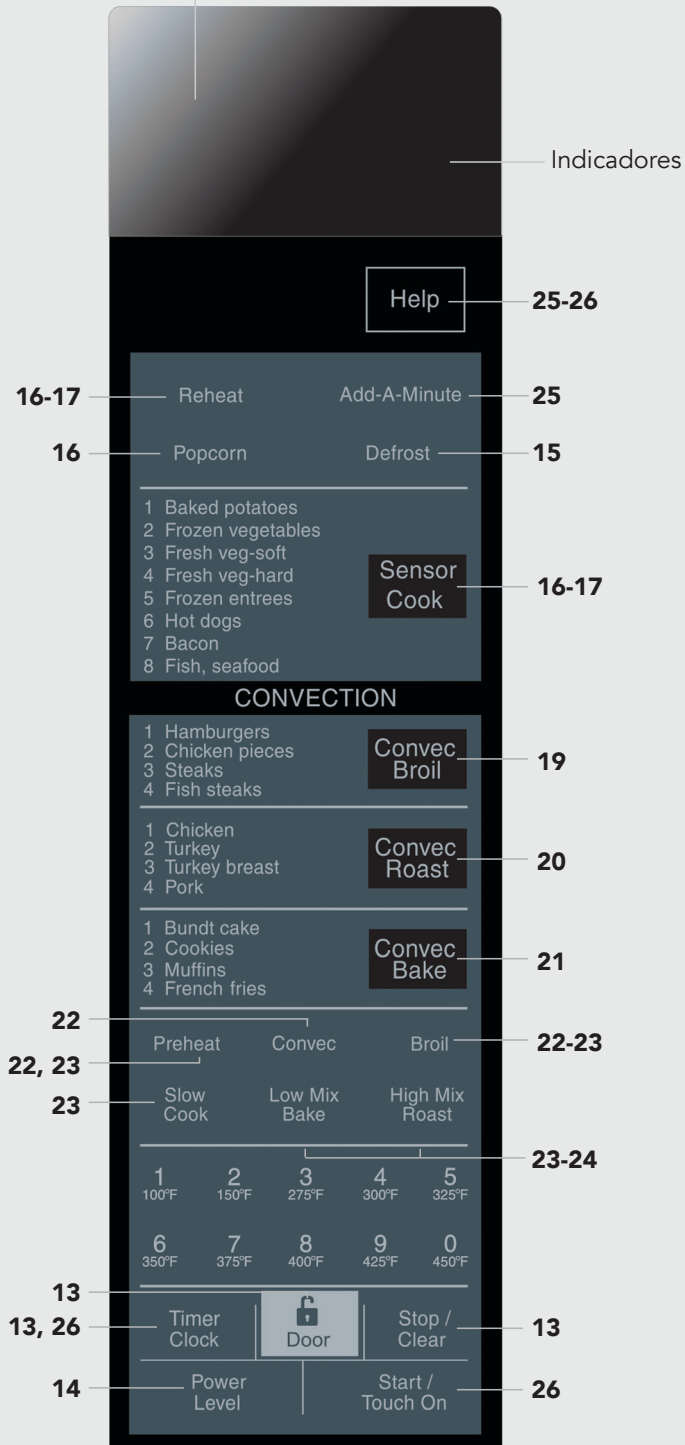 Indicadores
Help 25-26
16-17 Reheat Add-A-Minute 25
16 Popcorn Defrost 15
1 Baked potatoes
2 Frozen vegetables
3 Fresh veg-soft
4 Fresh veg-hard
5 Frozen entrees
6 Hot dogs
7 Bacon
8 Fish, seafood
Sensor
Cook
16-17
CONVECTION
1 Hamburgers
2 Chicken pieces
3 Steaks
4 Fish steaks
Convec
Broil
19
1 Chicken
2 Turkey
3 Turkey breast
4 Pork
Convec
Roast
20
1 Bundt cake
2 Cookies
3 Muffins
4 French fries
Convec
Bake
21
22
Preheat Convec Broil 22-23
22, 23
23
Slow
Cook
Low Mix
Bake
High Mix
Roast
23-24
1 2 3 4 5
100°F 150°F 275°F 300°F 325°F
6 7 8 9 0
350°F 375°F 400°F 425°F 450°F
13
13, 26
Timer
Clock
Door
Stop /
Clear
13
14
Power
Level
Start /
Touch On
26